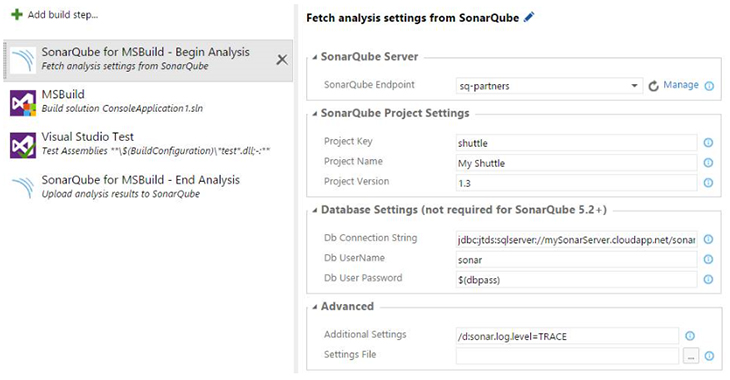 Add build step...
SonarQube for MSBuild - Begin Analysis
Fetch analysis settings from SonarQube
MSBuild
Build solution ConsoleApplication1.sln
Visual Studio Test
Test Assemblies **\$(BuildConfiguration)\*test*.dll;-:**
SonarQube for MSBuild - End Analysis
Upload analysis results to SonarQube
Fetch analysis settings from SonarQube
SonarQube Server
SonarQube Endpoint sq-partners Manage
SonarQube Project Settings
Project Key shuttle
Project Name My Shuttle
Project Version 1.3
Database Settings (not required for SonarQube 5.2+)
Db Connection String jdbc:jtds:sqlserver://mySonarServer.cloudapp.net/sonar
Db UserName sonar
Db User Password $(dbpass)
Advanced
Additional Settings /d:sonar.log.level=TRACE
Settings File ...